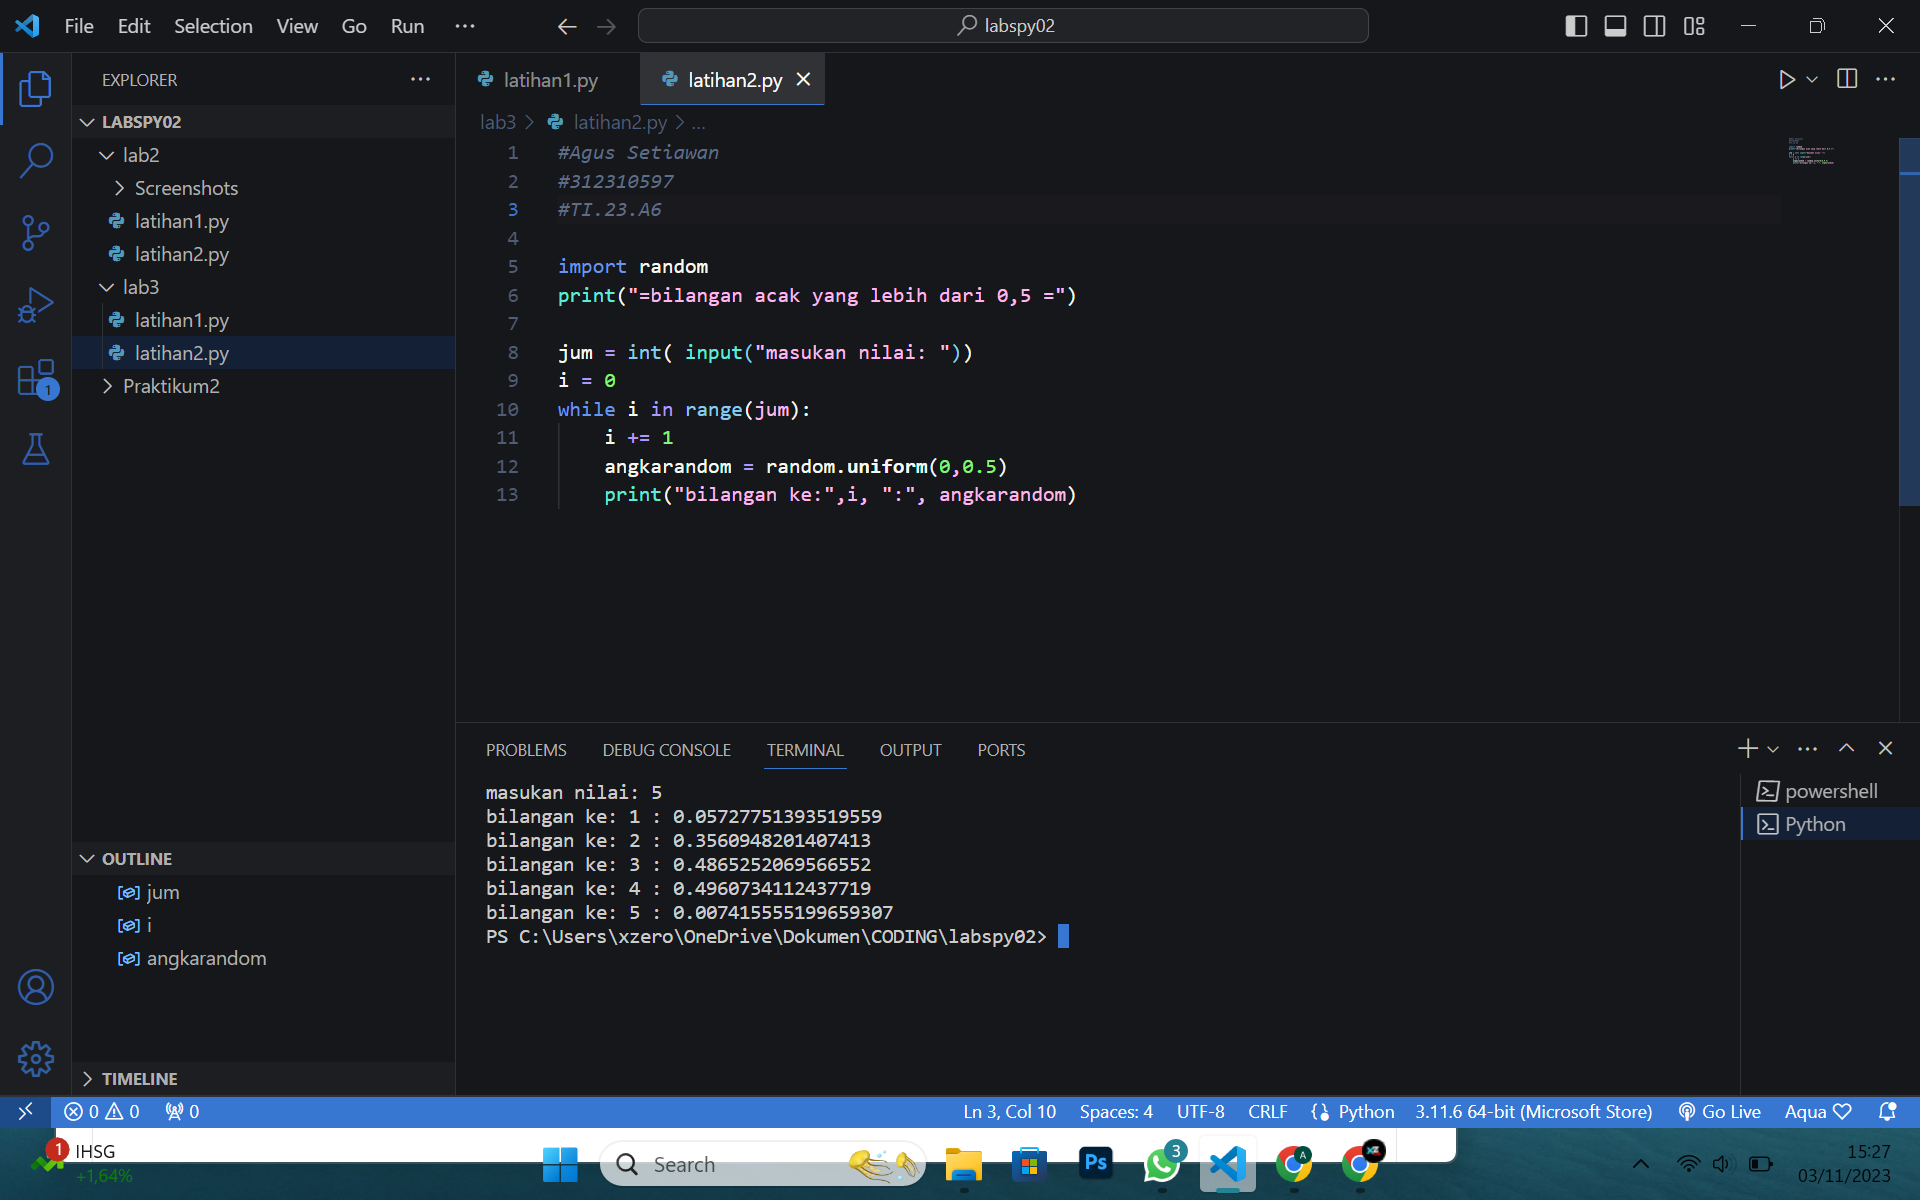 File Edit Selection View Go Run ...
labspy02
EXPLORER
LABSPY02
lab2
Screenshots
latihan1.py
latihan2.py
lab3
latihan1.py
latihan2.py
Praktikum2
1
OUTLINE
jum
i
angkarandom
TIMELINE
latihan1.py
latihan2.py
lab3 > latihan2.py > ...
1 #Agus Setiawan
2 #312310597
3 #TI.23.A6
4
5 import random
6 print("=bilangan acak yang lebih dari 0,5 =")
7
8 jum = int( input("masukan nilai: "))
9 i = 0
10 while i in range(jum):
11 i += 1
12 angkarandom = random.uniform(0,0.5)
13 print("bilangan ke:",i, ":", angkarandom)
PROBLEMS DEBUG CONSOLE TERMINAL OUTPUT PORTS
masukan nilai: 5
bilangan ke: 1 : 0.05727751393519559
bilangan ke: 2 : 0.3560948201407413
bilangan ke: 3 : 0.4865252069566552
bilangan ke: 4 : 0.4960734112437719
bilangan ke: 5 : 0.007415555199659307
PS C:\Users\xzero\OneDrive\Dokumen\CODING\labspy02>
powershell
Python
0 0 0
Ln 3, Col 10 Spaces: 4 UTF-8 CRLF Python 3.11.6 64-bit (Microsoft Store) Go Live Aqua
1
IHSG
+1,64%
Search
Ps
3
A
15:27
03/11/2023